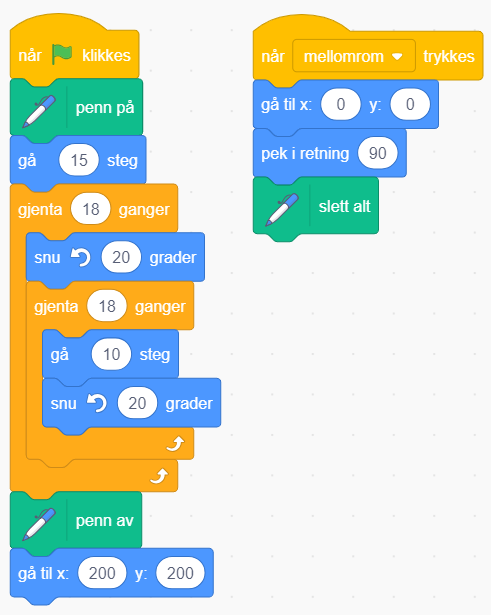 når klikkes
penn på
gå 15 steg
gjenta 18 ganger
snu 20 grader
gjenta 18 ganger
gå 10 steg
snu 20 grader
penn av
gå til x: 200 y: 200
når mellomrom trykkes
gå til x: 0 y: 0
pek i retning 90
slett alt